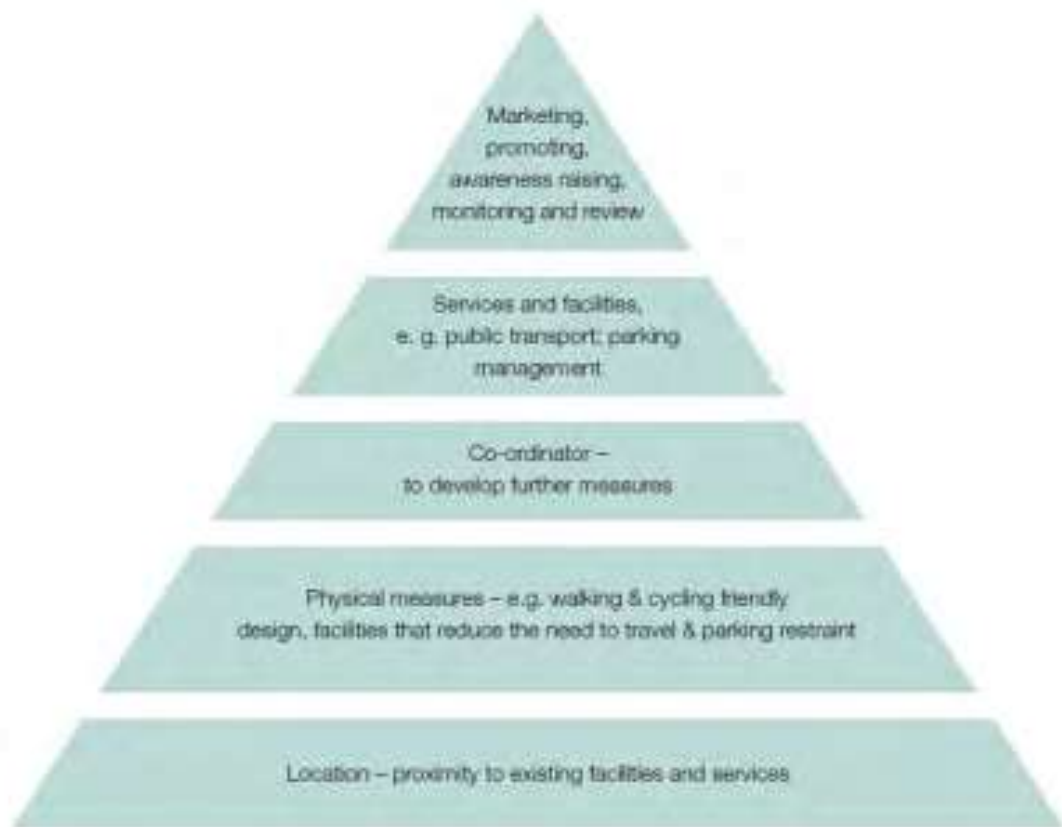 Marketing,
promoting,
awareness raising,
monitoring and review
Services and facilities,
e. g. public transport; parking
management
Co-ordinator –
to develop further measures
Physical measures – e.g. walking & cycling friendly
design, facilities that reduce the need to travel & parking restraint
Location – proximity to existing facilities and services